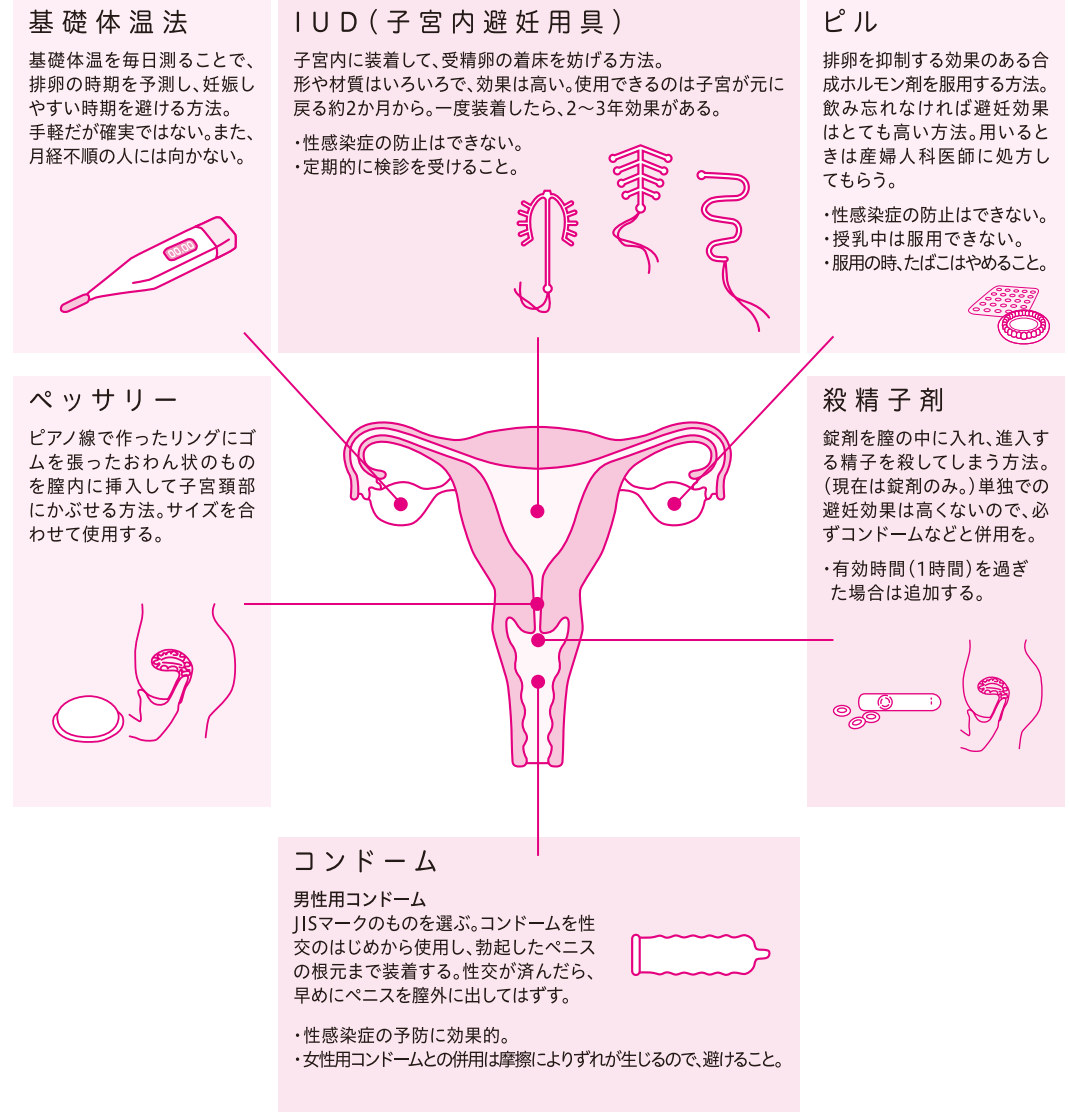 基礎体温法
基礎体温を毎日測ることで、
排卵の時期を予測し、妊娠し
やすい時期を避ける方法。
手軽だが確実ではない。また、
月経不順の人には向かない。
00:00
IUD(子宮内避妊用具)
子宮内に装着して、受精卵の着床を妨げる方法。
形や材質はいろいろで、効果は高い。使用できるのは子宮が元に
戻る約2か月から。一度装着したら、2〜3年効果がある。
・性感染症の防止はできない。
・定期的に検診を受けること。
ピル
排卵を抑制する効果のある合
成ホルモン剤を服用する方法。
飲み忘れなければ避妊効果
はとても高い方法。用いると
きは産婦人科医師に処方し
てもらう。
・性感染症の防止はできない。
・授乳中は服用できない。
・服用の時、たばこはやめること。
ペッサリー
ピアノ線で作ったリングにゴ
ムを張ったおわん状のもの
を膣内に挿入して子宮頚部
にかぶせる方法。サイズを合
わせて使用する。
殺精子剤
錠剤を膣の中に入れ、進入す
る精子を殺してしまう方法。
(現在は錠剤のみ。)単独での
避妊効果は高くないので、必
ずコンドームなどと併用を。
・有効時間(1時間)を過ぎ
た場合は追加する。
コンドーム
男性用コンドーム
JISマークのものを選ぶ。コンドームを性
交のはじめから使用し、勃起したペニス
の根元まで装着する。性交が済んだら、
早めにペニスを膣外に出してはずす。
・性感染症の予防に効果的。
・女性用コンドームとの併用は摩擦によりずれが生じるので、避けること。